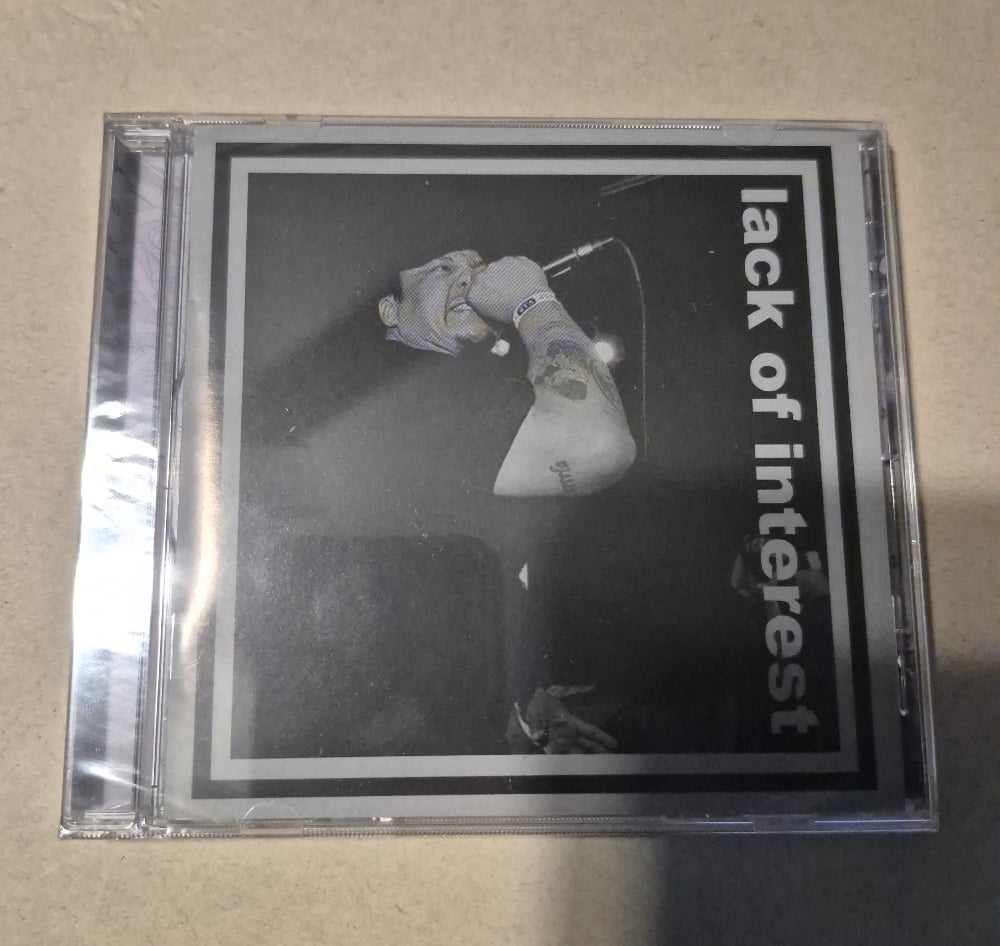 lack of interest